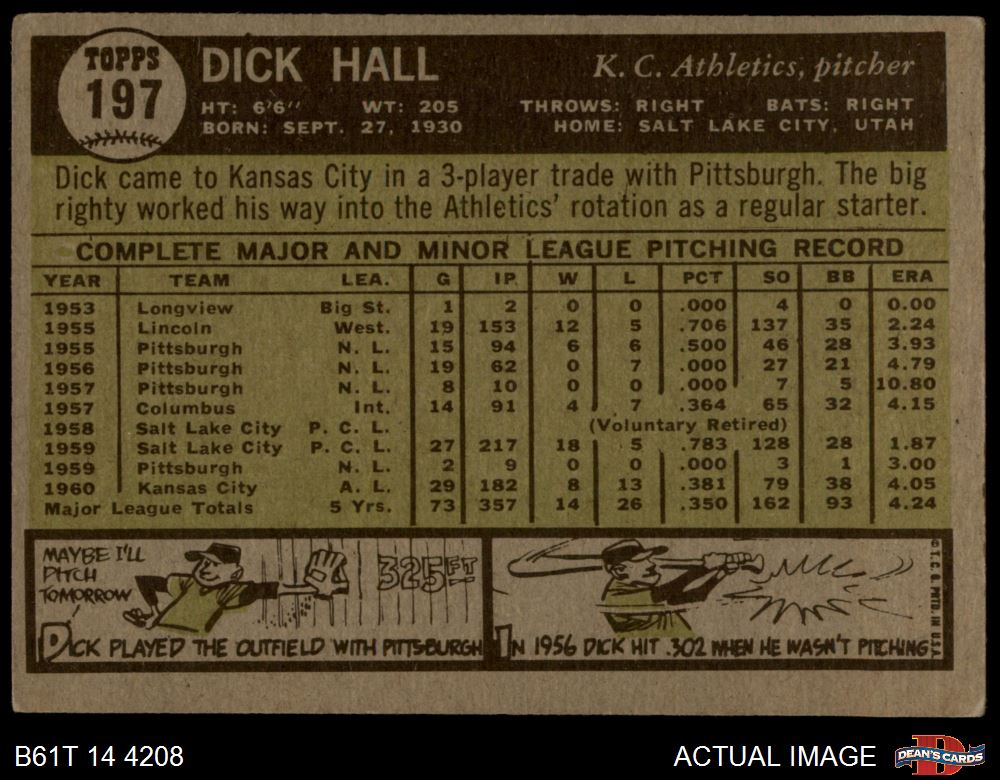 TOPPS
197
DICK HALL
K. C. Athletics, pitcher
HT: 6'6" WT: 205 THROWS: RIGHT BATS: RIGHT
BORN: SEPT. 27, 1930 HOME: SALT LAKE CITY, UTAH
Dick came to Kansas City in a 3-player trade with Pittsburgh. The big
righty worked his way into the Athletics' rotation as a regular starter.
COMPLETE MAJOR AND MINOR LEAGUE PITCHING RECORD
YEAR TEAM LEA. G IP W L PCT SO BB ERA
1953 Longview Big St. 1 2 0 0 .000 4 0 0.00
1955 Lincoln West. 19 153 12 5 .706 137 35 2.24
1955 Pittsburgh N. L. 15 94 6 6 .500 46 28 3.93
1956 Pittsburgh N. L. 19 62 0 7 .000 27 21 4.79
1957 Pittsburgh N. L. 8 10 0 0 .000 7 5 10.80
1957 Columbus Int. 14 91 4 7 .364 65 32 4.15
1958 Salt Lake City P. C. L. (Voluntary Retired)
1959 Salt Lake City P. C. L. 27 217 18 5 .783 128 28 1.87
1959 Pittsburgh N. L. 2 9 0 0 .000 3 1 3.00
1960 Kansas City A. L. 29 182 8 13 .381 79 38 4.05
Major League Totals 5 Yrs. 73 357 14 26 .350 162 93 4.24
MAYBE I'LL
PITCH
TOMORROW
325 FT
DICK PLAYED THE OUTFIELD WITH PITTSBURGH
IN 1956 DICK HIT .302 WHEN HE WASN'T PITCHING
© T. C. G. PRTD. IN U.S.A.
B61T 14 4208
ACTUAL IMAGE
D
DEAN'S CARDS